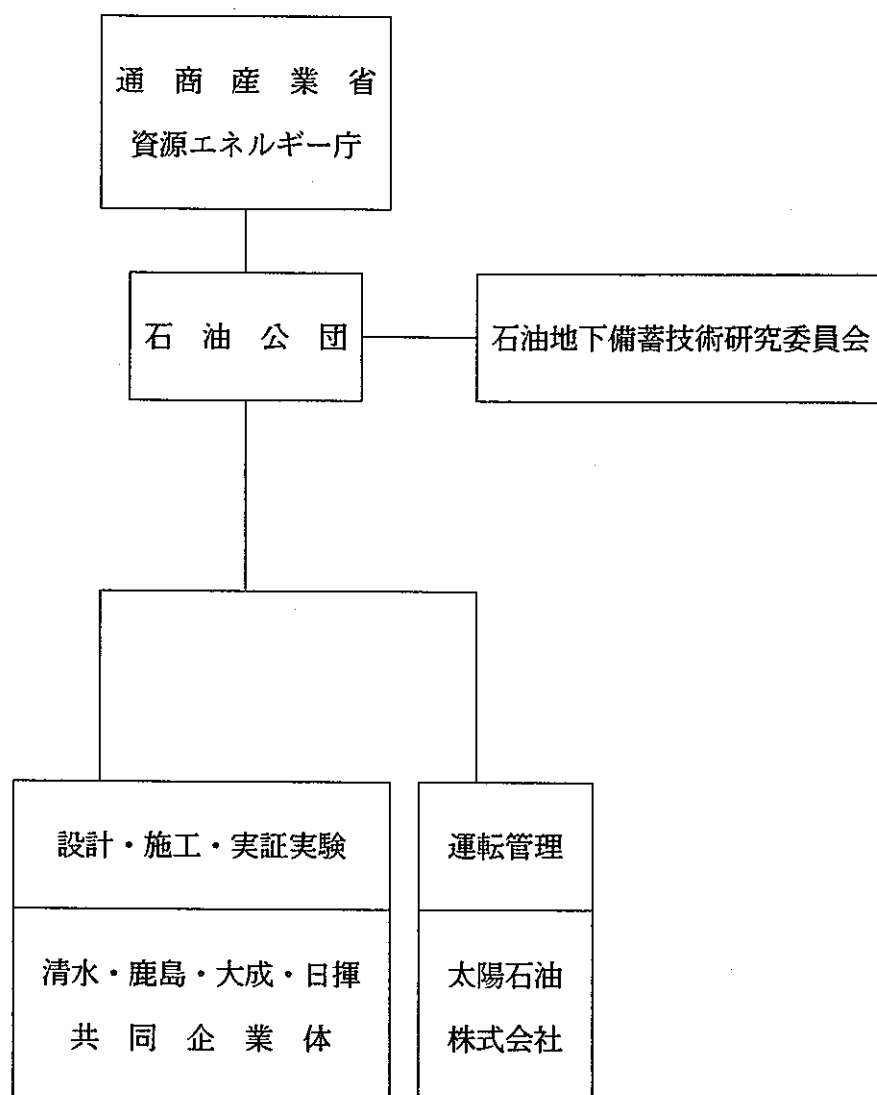 通商産業省
資源エネルギー庁
石油公団
石油地下備蓄技術研究委員会
設計・施工・実証実験
清水・鹿島・大成・日揮
共同企業体
運転管理
太陽石油
株式会社